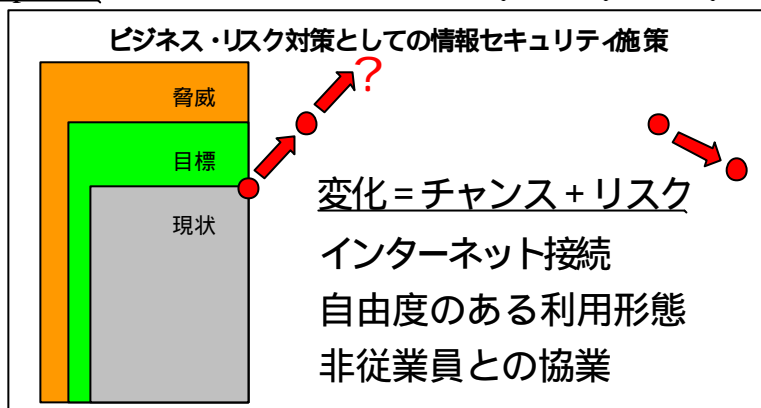 ビジネス・リスク対策としての情報セキュリティ施策
?
脅威
目標
現状
変化=チャンス+リスク
インターネット接続
自由度のある利用形態
非従業員との協業